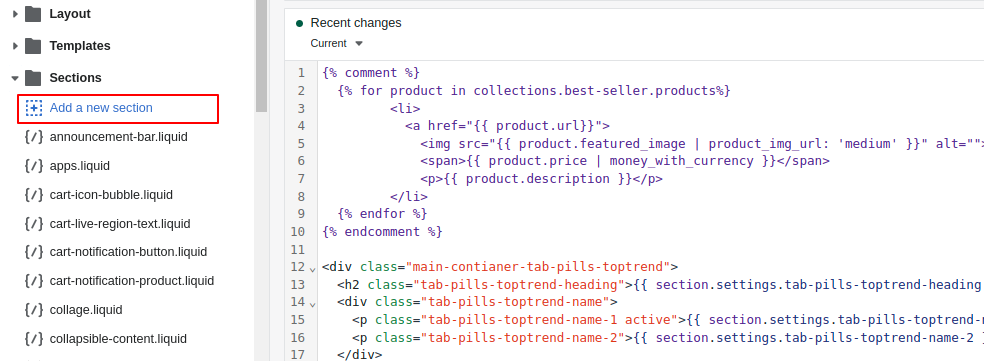 Layout
Templates
Sections
Add a new section
announcement-bar.liquid
apps.liquid
cart-icon-bubble.liquid
cart-live-region-text.liquid
cart-notification-button.liquid
cart-notification-product.liquid
collage.liquid
collapsible-content.liquid
Recent changes
Current
1 {% comment %}
2 {% for product in collections.best-seller.products%}
3 <li>
4 <a href="{{ product.url}}">
5 <img src="{{ product.featured_image | product_img_url: 'medium' }}" alt="">
6 <span>{{ product.price | money_with_currency }}</span>
7 <p>{{ product.description }}</p>
8 </li>
9 {% endfor %}
10 {% endcomment %}
11
12 <div class="main-contianer-tab-pills-toptrend">
13 <h2 class="tab-pills-toptrend-heading">{{ section.settings.tab-pills-toptrend-heading
14 <div class="tab-pills-toptrend-name">
15 <p class="tab-pills-toptrend-name-1 active">{{ section.settings.tab-pills-toptrend-n
16 <p class="tab-pills-toptrend-name-2">{{ section.settings.tab-pills-toptrend-name-2 }
17 </div>